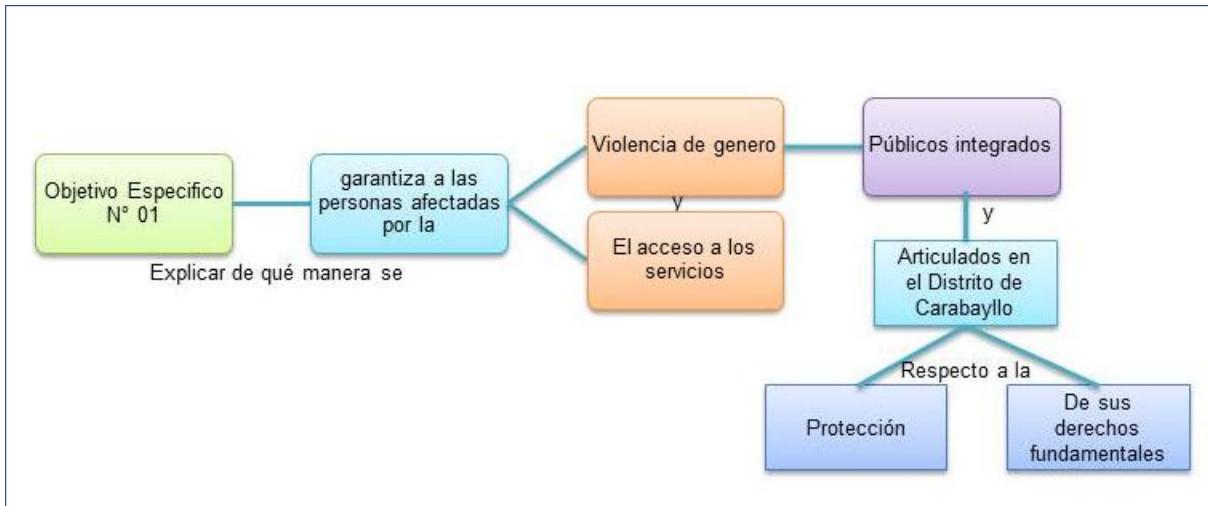 Objetivo Especifico
N° 01
Explicar de qué manera se
garantiza a las
personas afectadas
por la
Violencia de genero
y
El acceso a los
servicios
Públicos integrados
y
Articulados en
el Distrito de
Carabayllo
Respecto a la
Protección
De sus
derechos
fundamentales